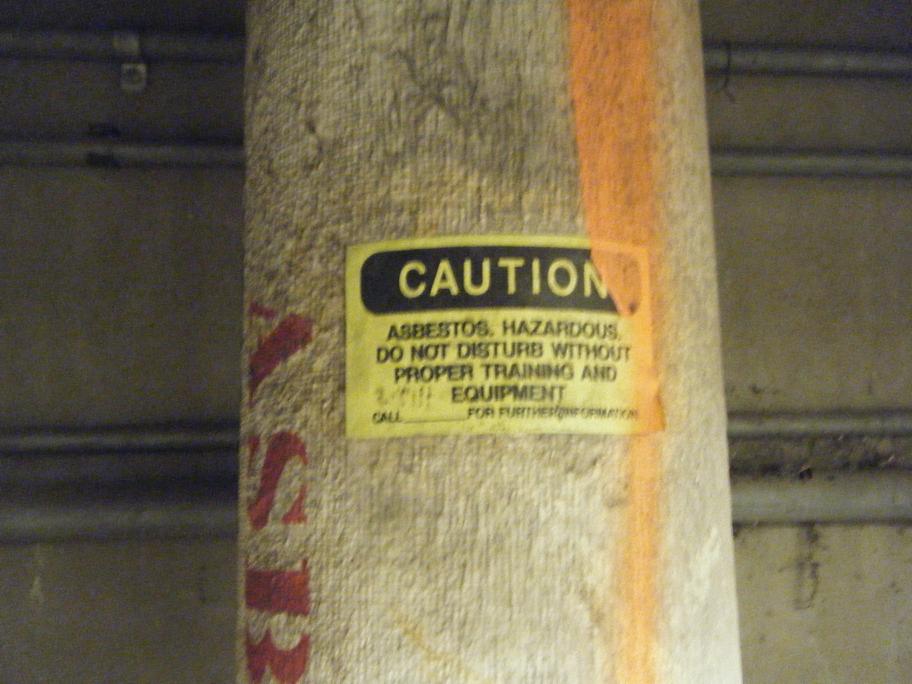 CAUTION
ASBESTOS. HAZARDOUS.
DO NOT DISTURB WITHOUT
PROPER TRAINING AND
EQUIPMENT
CALL FOR FURTHER INFORMATION
A
S
B